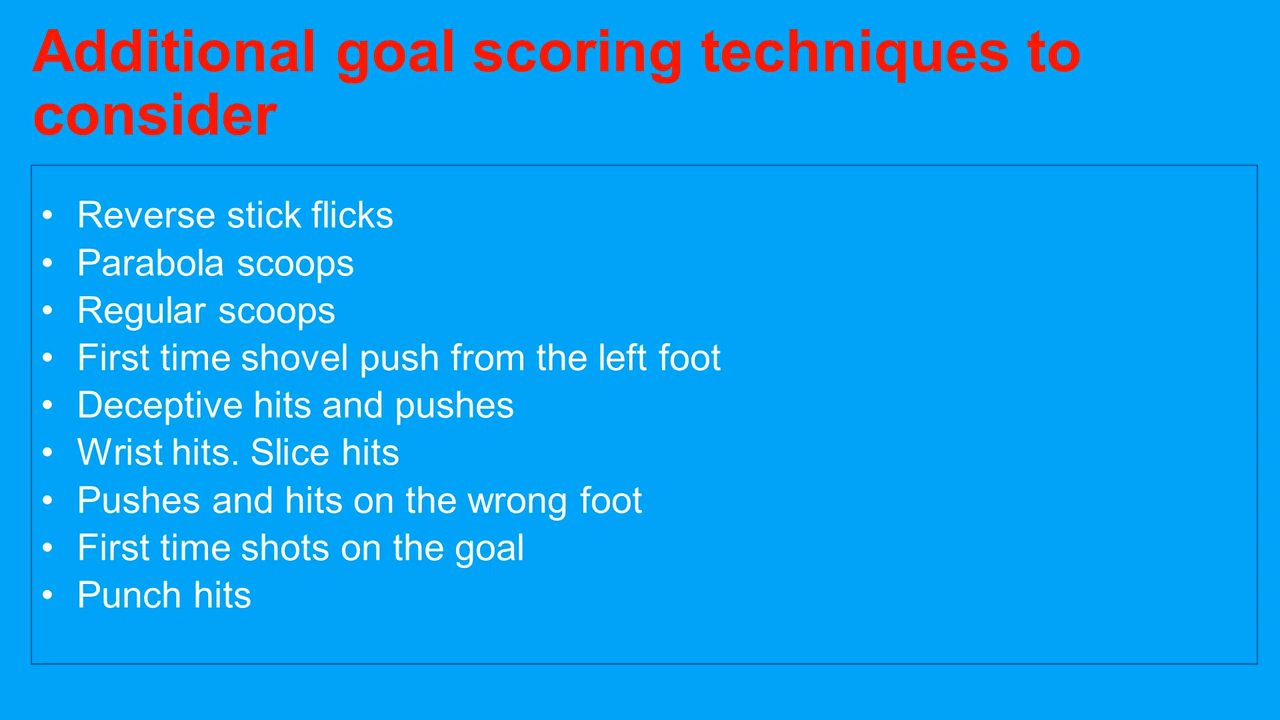 Additional goal scoring techniques to
consider
• Reverse stick flicks
• Parabola scoops
• Regular scoops
• First time shovel push from the left foot
• Deceptive hits and pushes
• Wrist hits. Slice hits
• Pushes and hits on the wrong foot
• First time shots on the goal
• Punch hits